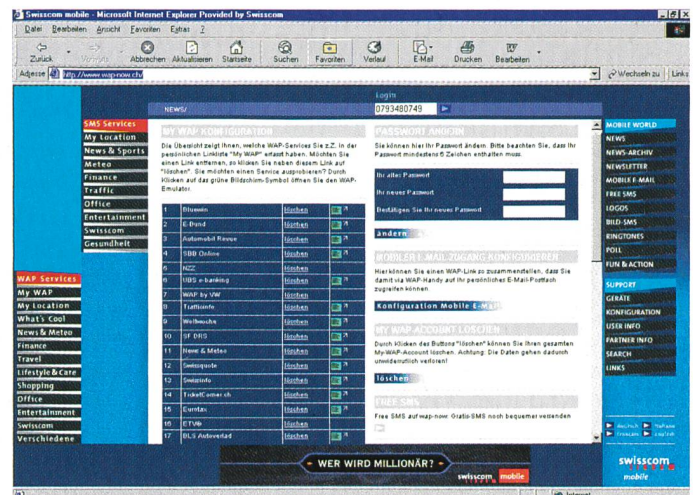 Swisscom mobile - Microsoft Internet Explorer Provided by Swisscom
Datei Bearbeiten Ansicht Favoriten Extras ?
Zurück Vorwärts Abbrechen Aktualisieren Startseite Suchen Favoriten Verlauf E-Mail Drucken Bearbeiten
Adresse http://www.wap-now.ch/ Wechseln zu Links
Login
NEWS/ 0793480749
SMS Services
My Location
News & Sports
Meteo
Finance
Traffic
Office
Entertainment
Swisscom
Gesundheit
WAP Services
My WAP
My Location
What's Cool
News & Meteo
Finance
Travel
Lifestyle & Care
Shopping
Office
Entertainment
Swisscom
Verschiedene
MY WAP KONFIGURATION
Die Übersicht zeigt Ihnen, welche WAP-Services Sie z.Z. in der
persönlichen Linkliste "My WAP" erfasst haben. Möchten Sie
einen Link entfernen, so klicken Sie neben diesem Link auf
"löschen". Sie möchten einen Service ausprobieren? Durch
Klicken auf das grüne Bildschirm-Symbol öffnen Sie den WAP-
Emulator.
1 Bluewin löschen
2 E-Bund löschen
3 Automobil Revue löschen
4 SBB Online löschen
5 NZZ löschen
6 UBS e-banking löschen
7 WAP by VW löschen
8 Trafficinfo löschen
9 Weltwoche löschen
10 SF DRS löschen
11 News & Meteo löschen
12 Swissquote löschen
13 Swissinfo löschen
14 TicketCorner.ch löschen
15 Eurotax löschen
16 ETV@ löschen
17 BLS Autoverlad löschen
PASSWORT ÄNDERN
Sie können hier Ihr Passwort ändern. Bitte beachten Sie, dass Ihr
Passwort mindestens 6 Zeichen enthalten muss.
Ihr altes Passwort
Ihr neues Passwort
Bestätigen Sie Ihr neues Passwort
ändern
MOBILER E-MAIL ZUGANG KONFIGURIEREN
Hier können Sie einen WAP-Link so zusammenstellen, dass Sie
damit via WAP-Handy auf Ihr persönliches E-Mail-Postfach
zugreifen können.
Konfiguration Mobile E-Mail
MY WAP ACCOUNT LÖSCHEN
Durch Klicken des Buttons "löschen" können Sie Ihren gesamten
My-WAP-Account löschen. Achtung: Die Daten gehen dadurch
unwiderruflich verloren!
löschen
FREE SMS
Free SMS auf wap-now: Gratis-SMS noch bequemer versenden
MOBILE WORLD
NEWS
NEWS-ARCHIV
NEWSLETTER
MOBILE E-MAIL
FREE SMS
LOGOS
BILD-SMS
RINGTONES
POLL
FUN & ACTION
SUPPORT
GERÄTE
KONFIGURATION
USER INFO
PARTNER INFO
SEARCH
LINKS
deutsch italiano
français english
swisscom
mobile
WER WIRD MILLIONÄR?
swisscom mobile
Internet